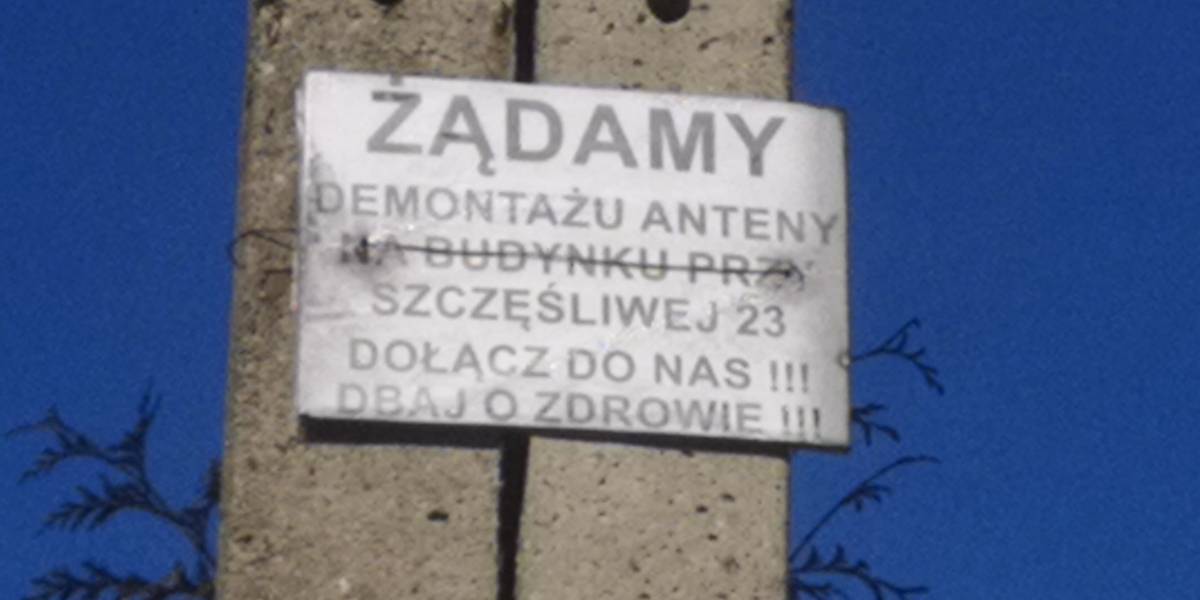 ŻĄDAMY
DEMONTAŻU ANTENY
NA BUDYNKU PRZY
SZCZĘŚLIWEJ 23
DOŁĄCZ DO NAS !!!
DBAJ O ZDROWIE !!!